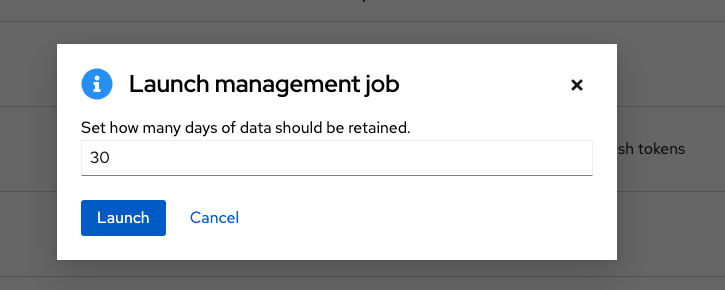 Launch management job
Set how many days of data should be retained.
30
sh tokens
Launch
Cancel